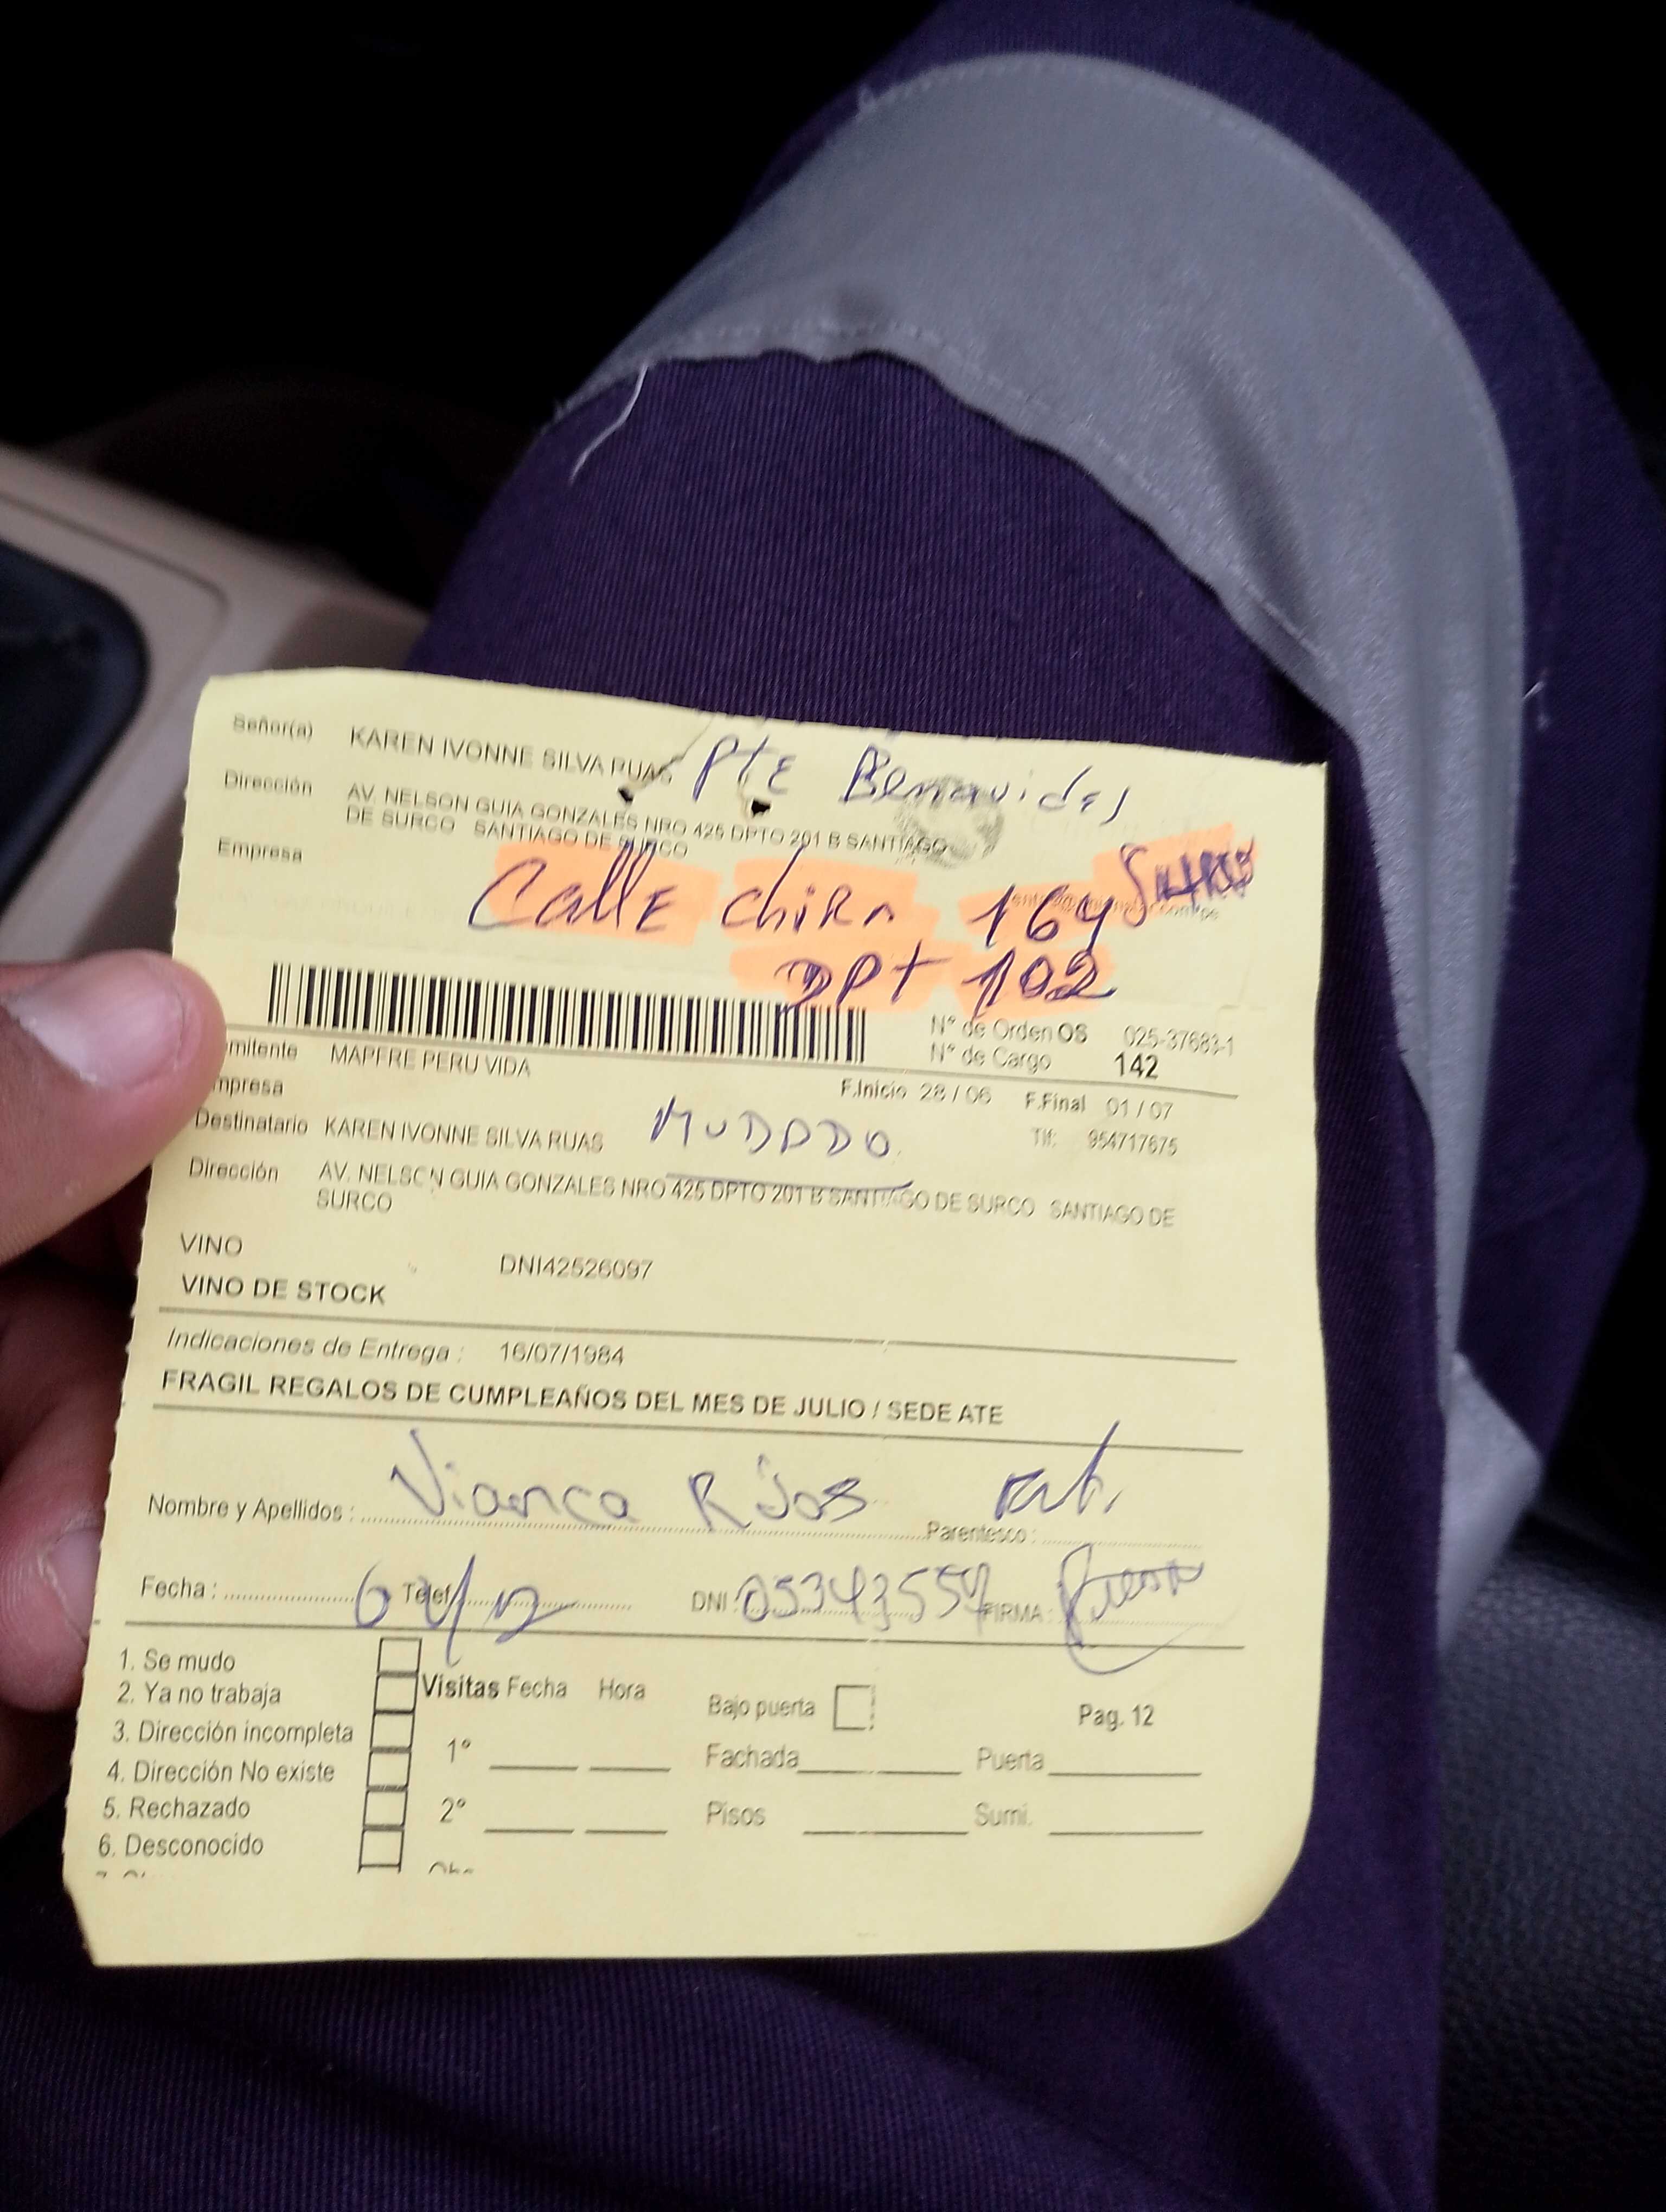 Señor(a) KAREN IVONNE SILVA RUAS PtE Benavides
Dirección AV. NELSON GUIA GONZALES NRO 425 DPTO 201 B SANTIAGO
DE SURCO SANTIAGO DE SURCO
Empresa
CallE chiRa 164 Surco
DPt 102
Nº de Orden OS 025-37683-1
Nº de Cargo 142
mitente MAPFRE PERU VIDA
mpresa F.Inicio 28 / 06 F.Final 01 / 07
Destinatario KAREN IVONNE SILVA RUAS MUDADO Tlf: 954717675
Dirección AV. NELSON GUIA GONZALES NRO 425 DPTO 201 B SANTIAGO DE SURCO SANTIAGO DE
SURCO
VINO DNI42526097
VINO DE STOCK
Indicaciones de Entrega : 16/07/1984
FRAGIL REGALOS DE CUMPLEAÑOS DEL MES DE JULIO / SEDE ATE
Nombre y Apellidos : Vianca Ríos Parentesco :
Fecha : Telef DNI : FIRMA :
1. Se mudo
2. Ya no trabaja
3. Dirección incompleta
4. Dirección No existe
5. Rechazado
6. Desconocido
Visitas Fecha Hora
1°
2°
Bajo puerta Pag. 12
Fachada Puerta
Pisos Sumi.